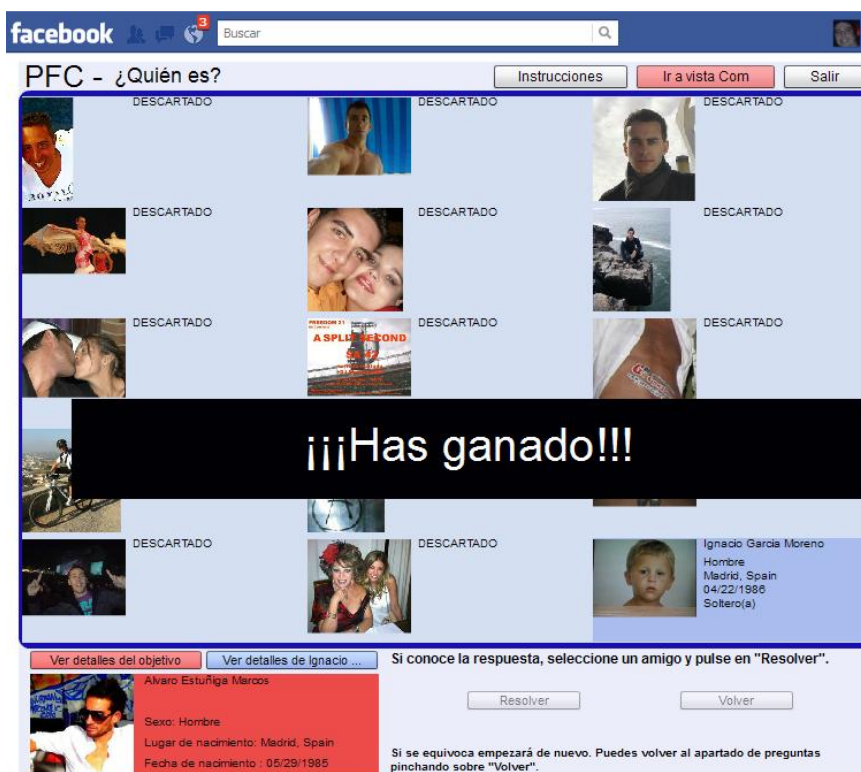 facebook 3 Buscar
PFC - ¿Quién es? Instrucciones Ir a vista Com Salir
DESCARTADO DESCARTADO DESCARTADO
DESCARTADO DESCARTADO DESCARTADO
DESCARTADO DESCARTADO DESCARTADO
A SPLIT SECOND
SA 42
¡¡¡Has ganado!!!
DESCARTADO DESCARTADO Ignacio Garcia Moreno
Hombre
Madrid, Spain
04/22/1986
Soltero(a)
Ver detalles del objetivo Ver detalles de Ignacio ... Si conoce la respuesta, seleccione un amigo y pulse en "Resolver".
Alvaro Estuñiga Marcos
Resolver Volver
Sexo: Hombre
Lugar de nacimiento: Madrid, Spain
Fecha de nacimiento : 05/29/1985
Si se equivoca empezará de nuevo. Puedes volver al apartado de preguntas
pinchando sobre "Volver".